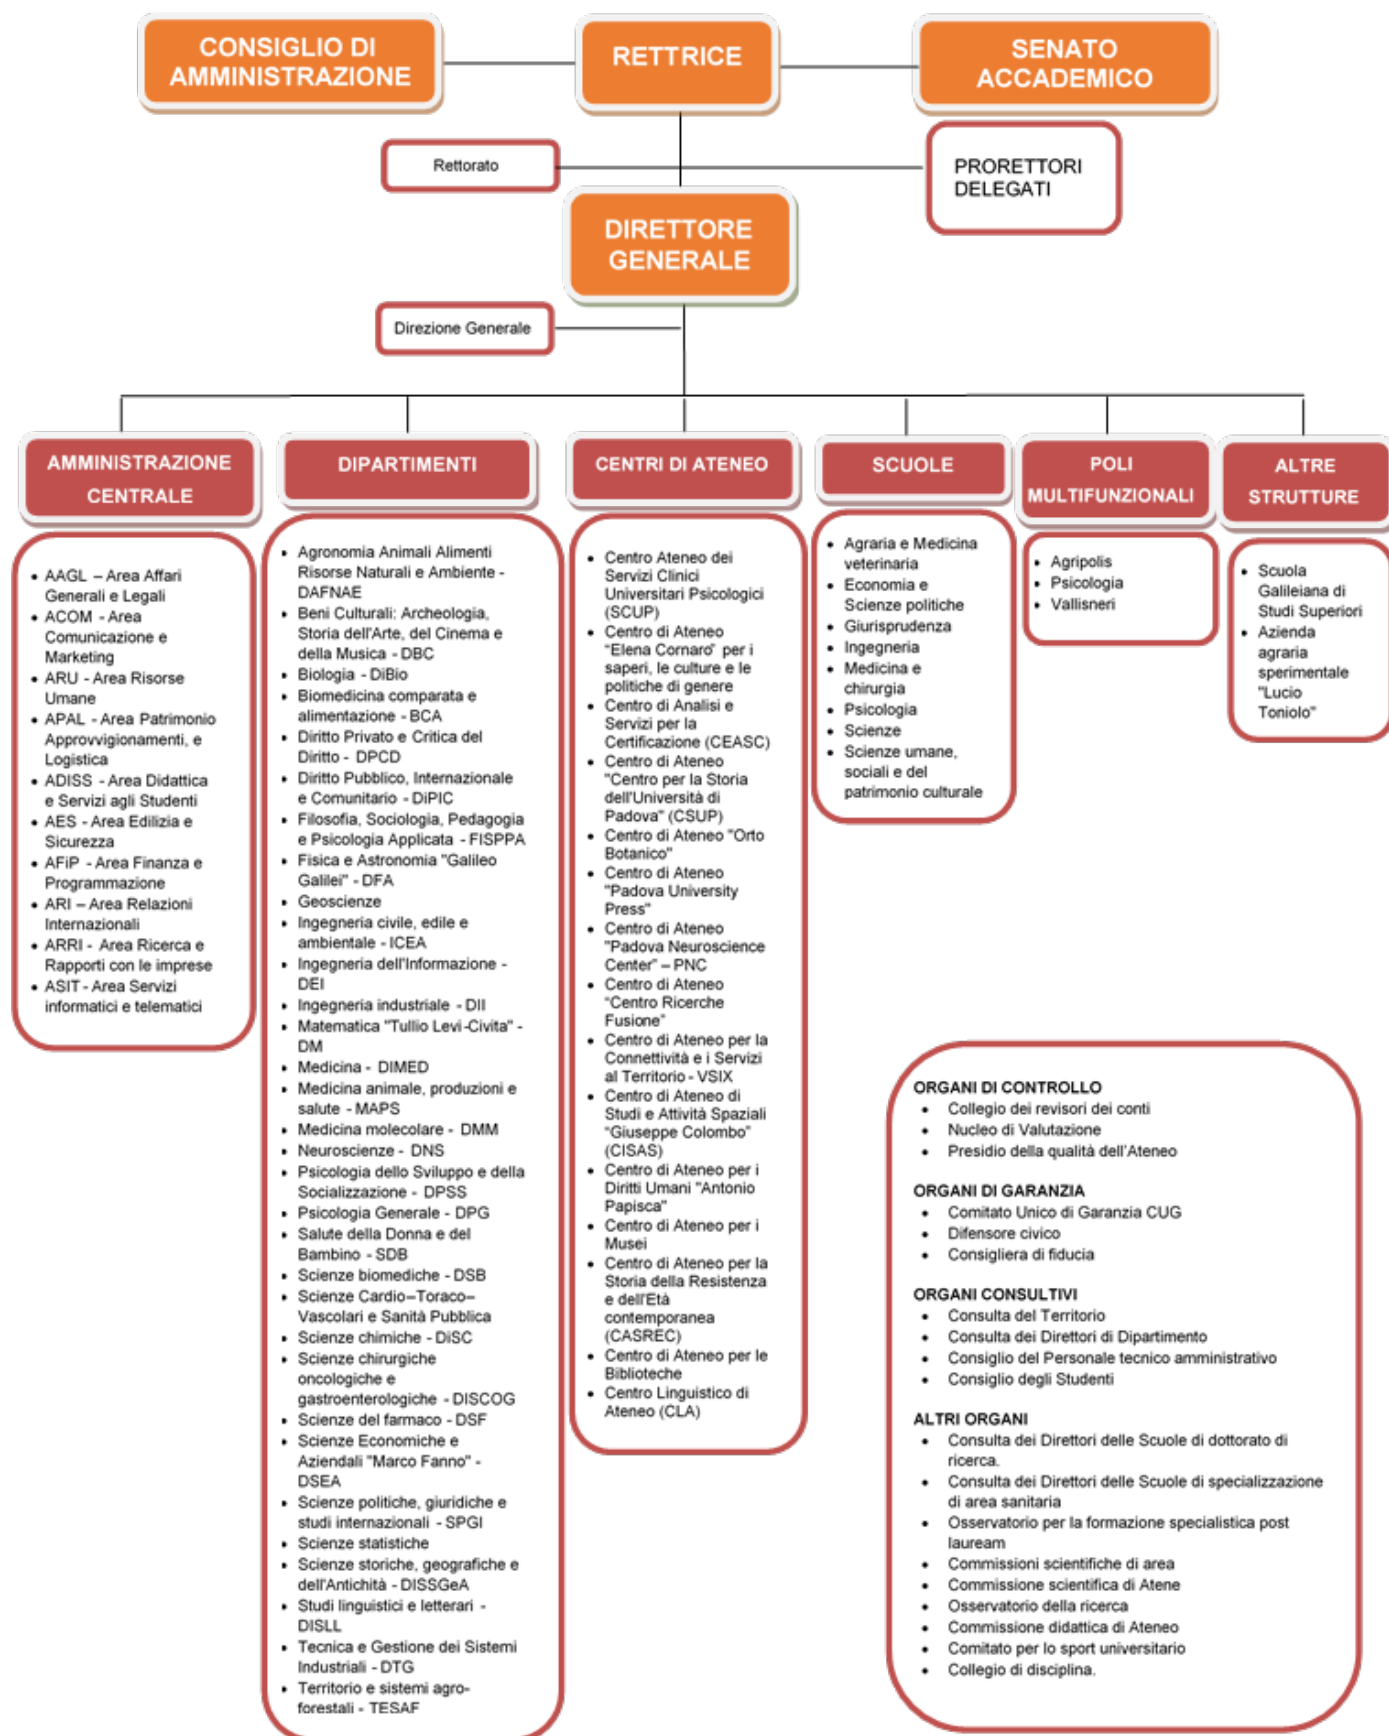 CONSIGLIO DI
AMMINISTRAZIONE
RETTRICE
SENATO
ACCADEMICO
Rettorato
PRORETTORI
DELEGATI
DIRETTORE
GENERALE
Direzione Generale
AMMINISTRAZIONE
CENTRALE
• AAGL – Area Affari
Generali e Legali
• ACOM - Area
Comunicazione e
Marketing
• ARU - Area Risorse
Umane
• APAL - Area Patrimonio
Approvvigionamenti, e
Logistica
• ADISS - Area Didattica
e Servizi agli Studenti
• AES - Area Edilizia e
Sicurezza
• AFiP - Area Finanza e
Programmazione
• ARI – Area Relazioni
Internazionali
• ARRI - Area Ricerca e
Rapporti con le imprese
• ASIT - Area Servizi
informatici e telematici
DIPARTIMENTI
• Agronomia Animali Alimenti
Risorse Naturali e Ambiente -
DAFNAE
• Beni Culturali: Archeologia,
Storia dell'Arte, del Cinema e
della Musica - DBC
• Biologia - DiBio
• Biomedicina comparata e
alimentazione - BCA
• Diritto Privato e Critica del
Diritto - DPCD
• Diritto Pubblico, Internazionale
e Comunitario - DiPIC
• Filosofia, Sociologia, Pedagogia
e Psicologia Applicata - FISPPA
• Fisica e Astronomia "Galileo
Galilei" - DFA
• Geoscienze
• Ingegneria civile, edile e
ambientale - ICEA
• Ingegneria dell'Informazione -
DEI
• Ingegneria industriale - DII
• Matematica "Tullio Levi-Civita" -
DM
• Medicina - DIMED
• Medicina animale, produzioni e
salute - MAPS
• Medicina molecolare - DMM
• Neuroscienze - DNS
• Psicologia dello Sviluppo e della
Socializzazione - DPSS
• Psicologia Generale - DPG
• Salute della Donna e del
Bambino - SDB
• Scienze biomediche - DSB
• Scienze Cardio–Toraco–
Vascolari e Sanità Pubblica
• Scienze chimiche - DiSC
• Scienze chirurgiche
oncologiche e
gastroenterologiche - DISCOG
• Scienze del farmaco - DSF
• Scienze Economiche e
Aziendali "Marco Fanno" -
DSEA
• Scienze politiche, giuridiche e
studi internazionali - SPGI
• Scienze statistiche
• Scienze storiche, geografiche e
dell'Antichità - DISSGeA
• Studi linguistici e letterari -
DISLL
• Tecnica e Gestione dei Sistemi
Industriali - DTG
• Territorio e sistemi agro-
forestali - TESAF
CENTRI DI ATENEO
• Centro Ateneo dei
Servizi Clinici
Universitari Psicologici
(SCUP)
• Centro di Ateneo
"Elena Cornaro" per i
saperi, le culture e le
politiche di genere
• Centro di Analisi e
Servizi per la
Certificazione (CEASC)
• Centro di Ateneo
"Centro per la Storia
dell'Università di
Padova" (CSUP)
• Centro di Ateneo "Orto
Botanico"
• Centro di Ateneo
"Padova University
Press"
• Centro di Ateneo
"Padova Neuroscience
Center" – PNC
• Centro di Ateneo
"Centro Ricerche
Fusione"
• Centro di Ateneo per la
Connettività e i Servizi
al Territorio - VSIX
• Centro di Ateneo di
Studi e Attività Spaziali
"Giuseppe Colombo"
(CISAS)
• Centro di Ateneo per i
Diritti Umani "Antonio
Papisca"
• Centro di Ateneo per i
Musei
• Centro di Ateneo per la
Storia della Resistenza
e dell'Età
contemporanea
(CASREC)
• Centro di Ateneo per le
Biblioteche
• Centro Linguistico di
Ateneo (CLA)
SCUOLE
• Agraria e Medicina
veterinaria
• Economia e
Scienze politiche
• Giurisprudenza
• Ingegneria
• Medicina e
chirurgia
• Psicologia
• Scienze
• Scienze umane,
sociali e del
patrimonio culturale
POLI
MULTIFUNZIONALI
• Agripolis
• Psicologia
• Vallisneri
ALTRE
STRUTTURE
• Scuola
Galileiana di
Studi Superiori
• Azienda
agraria
sperimentale
"Lucio
Toniolo"
ORGANI DI CONTROLLO
• Collegio dei revisori dei conti
• Nucleo di Valutazione
• Presidio della qualità dell'Ateneo
ORGANI DI GARANZIA
• Comitato Unico di Garanzia CUG
• Difensore civico
• Consigliera di fiducia
ORGANI CONSULTIVI
• Consulta del Territorio
• Consulta dei Direttori di Dipartimento
• Consiglio del Personale tecnico amministrativo
• Consiglio degli Studenti
ALTRI ORGANI
• Consulta dei Direttori delle Scuole di dottorato di
ricerca.
• Consulta dei Direttori delle Scuole di specializzazione
di area sanitaria
• Osservatorio per la formazione specialistica post
lauream
• Commissioni scientifiche di area
• Commissione scientifica di Atene
• Osservatorio della ricerca
• Commissione didattica di Ateneo
• Comitato per lo sport universitario
• Collegio di disciplina.